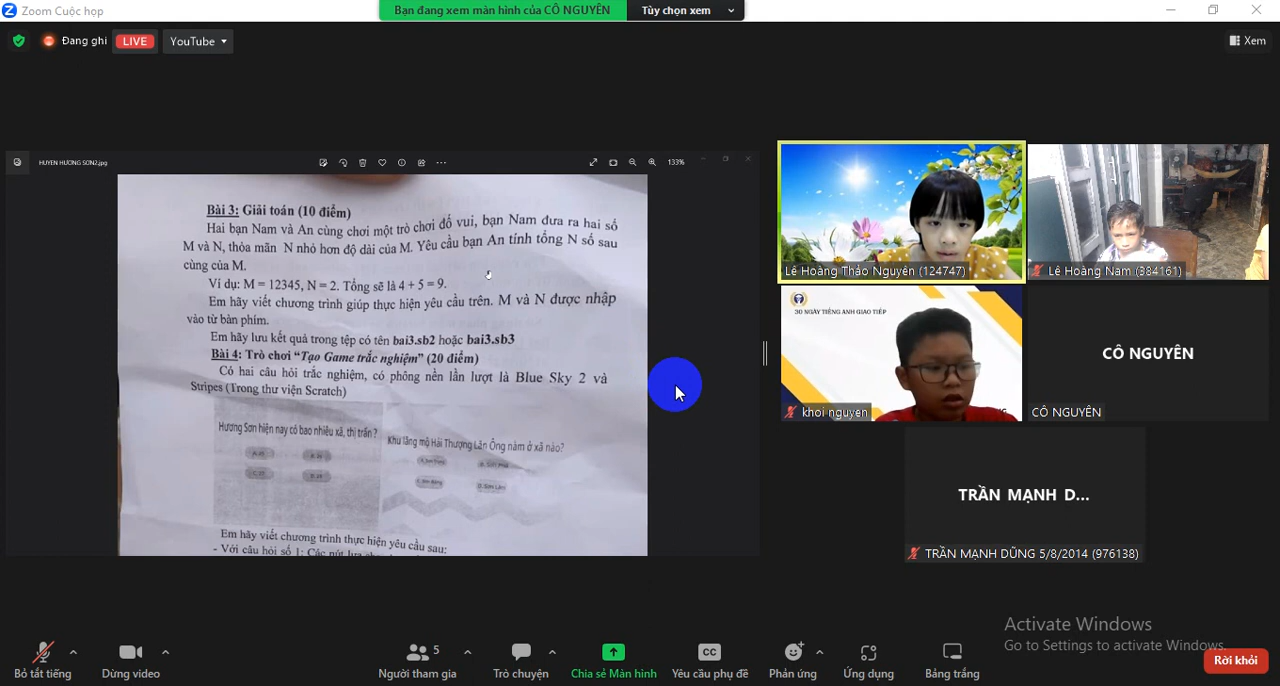 Zoom Cuộc họp
Bạn đang xem màn hình của CÔ NGUYÊN
Tùy chọn xem
Đang ghi
LIVE
YouTube
Xem
HUYEN HUONG SƠN2.jpg
133%
Bài 3: Giải toán (10 điểm)
Hai bạn Nam và An cùng chơi một trò chơi đố vui, bạn Nam đưa ra hai số
M và N, thỏa mãn N nhỏ hơn độ dài của M. Yêu cầu bạn An tính tổng N số sau
cùng của M.
Ví dụ: M = 12345, N = 2. Tổng sẽ là 4 + 5 = 9.
Em hãy viết chương trình giúp thực hiện yêu cầu trên. M và N được nhập
vào từ bàn phím.
Em hãy lưu kết quả trong tệp có tên bai3.sb2 hoặc bai3.sb3
Bài 4: Trò chơi “Tạo Game trắc nghiệm” (20 điểm)
Có hai câu hỏi trắc nghiệm, có phông nền lần lượt là Blue Sky 2 và
Stripes (Trong thư viện Scratch)
Hương Sơn hiện nay có bao nhiêu xã, thị trấn?
Khu lăng mộ Hải Thượng Lãn Ông nằm ở xã nào?
Em hãy viết chương trình thực hiện yêu cầu sau:
- Với câu hỏi số 1: Các nút lựa
Lê Hoàng Thảo Nguyên (124747)
Lê Hoàng Nam (384161)
30 NGÀY TIẾNG ANH GIAO TIẾP
khoi nguyen
CÔ NGUYÊN
CÔ NGUYÊN
TRẦN MẠNH D...
TRẦN MẠNH DŨNG 5/8/2014 (976138)
Activate Windows
Go to Settings to activate Windows.
Bỏ tắt tiếng
Dừng video
5
Người tham gia
Trò chuyện
Chia sẻ Màn hình
CC
Yêu cầu phụ đề
Phản ứng
Ứng dụng
Bảng trắng
Rời khỏi